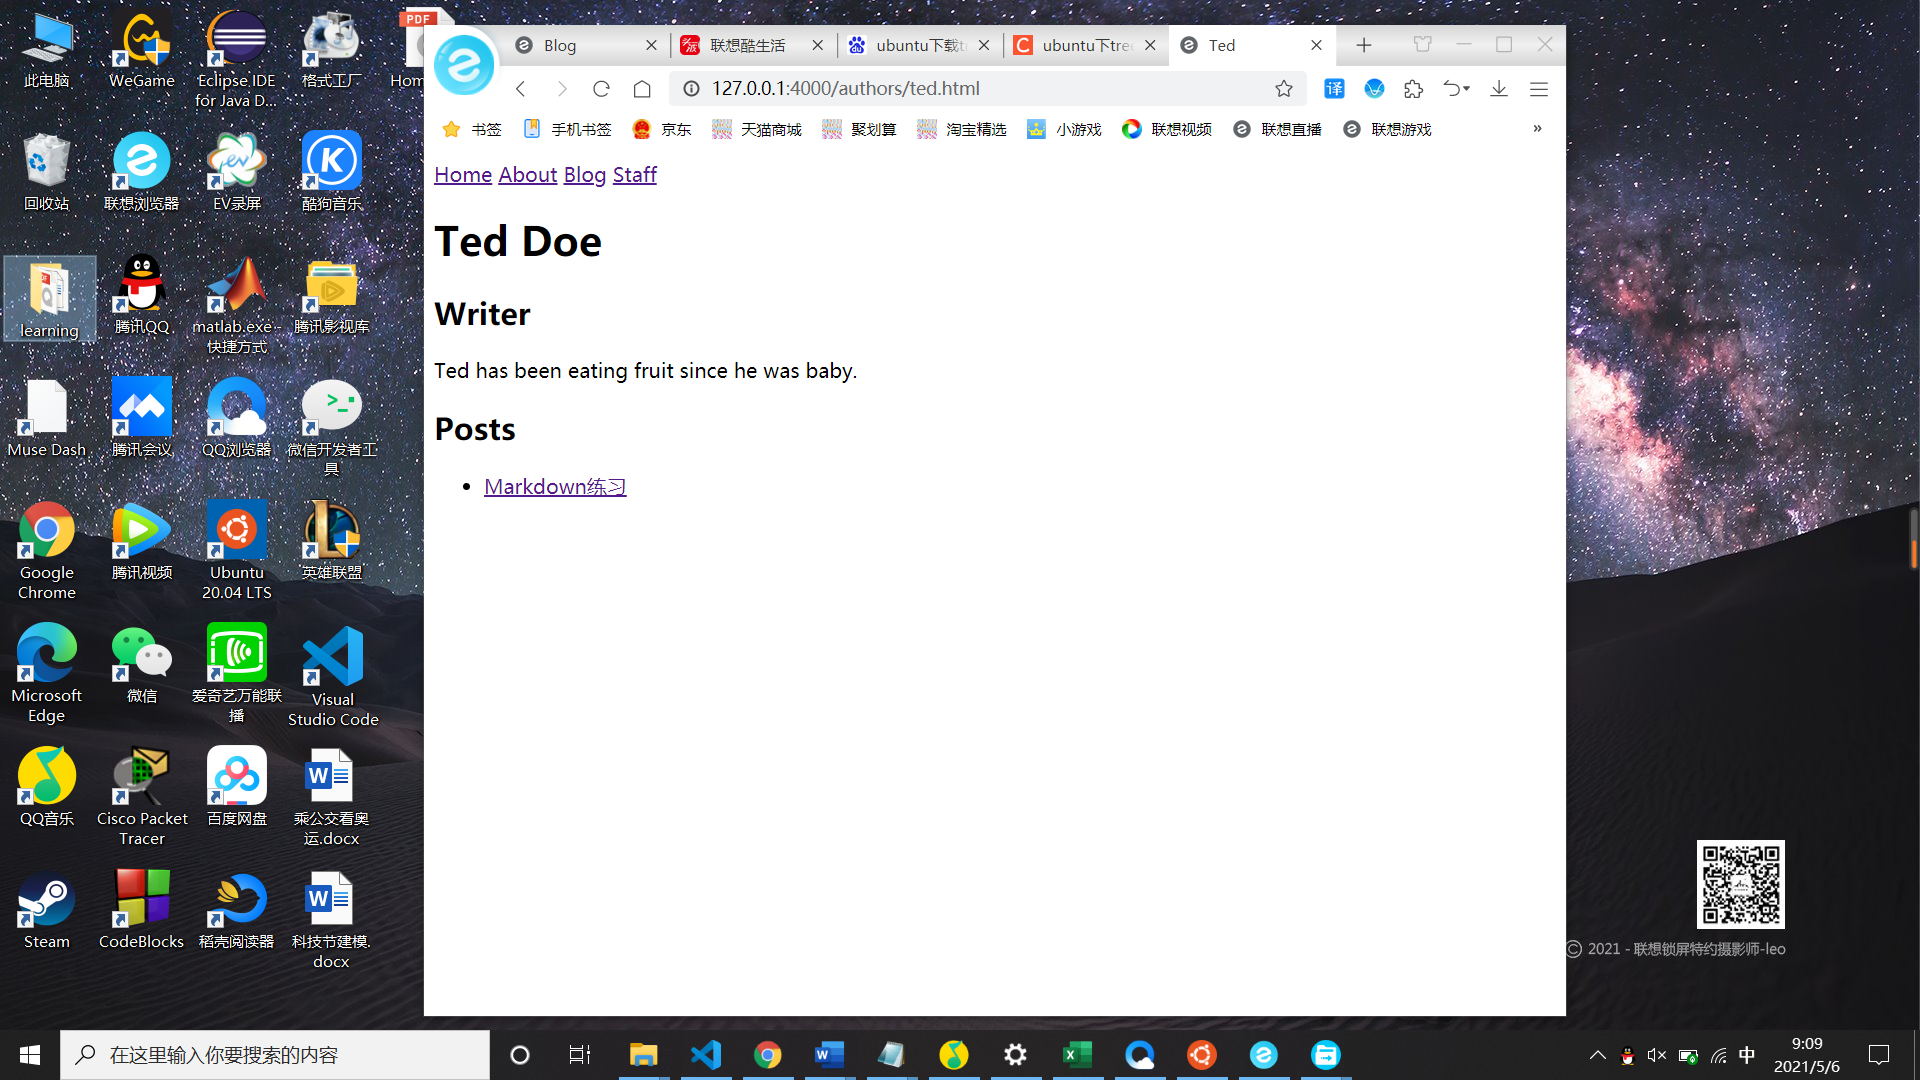 Blog
联想酷生活
ubuntu下载tr
ubuntu下tree
Ted
127.0.0.1:4000/authors/ted.html
译
书签
手机书签
京东
天猫商城
聚划算
淘宝精选
小游戏
联想视频
联想直播
联想游戏
»
Home About Blog Staff
Ted Doe
Writer
Ted has been eating fruit since he was baby.
Posts
Markdown练习
此电脑
WeGame
Eclipse IDE
for Java D...
格式工厂
PDF
Hom
回收站
联想浏览器
EV录屏
酷狗音乐
learning
腾讯QQ
matlab.exe -
快捷方式
腾讯影视库
Muse Dash
腾讯会议
QQ浏览器
微信开发者工
具
Google
Chrome
腾讯视频
Ubuntu
20.04 LTS
英雄联盟
Microsoft
Edge
微信
爱奇艺万能联
播
Visual
Studio Code
QQ音乐
Cisco Packet
Tracer
百度网盘
乘公交看奥
运.docx
Steam
CodeBlocks
稻壳阅读器
科技节建模.
docx
© 2021 - 联想锁屏特约摄影师-leo
在这里输入你要搜索的内容
中
9:09
2021/5/6